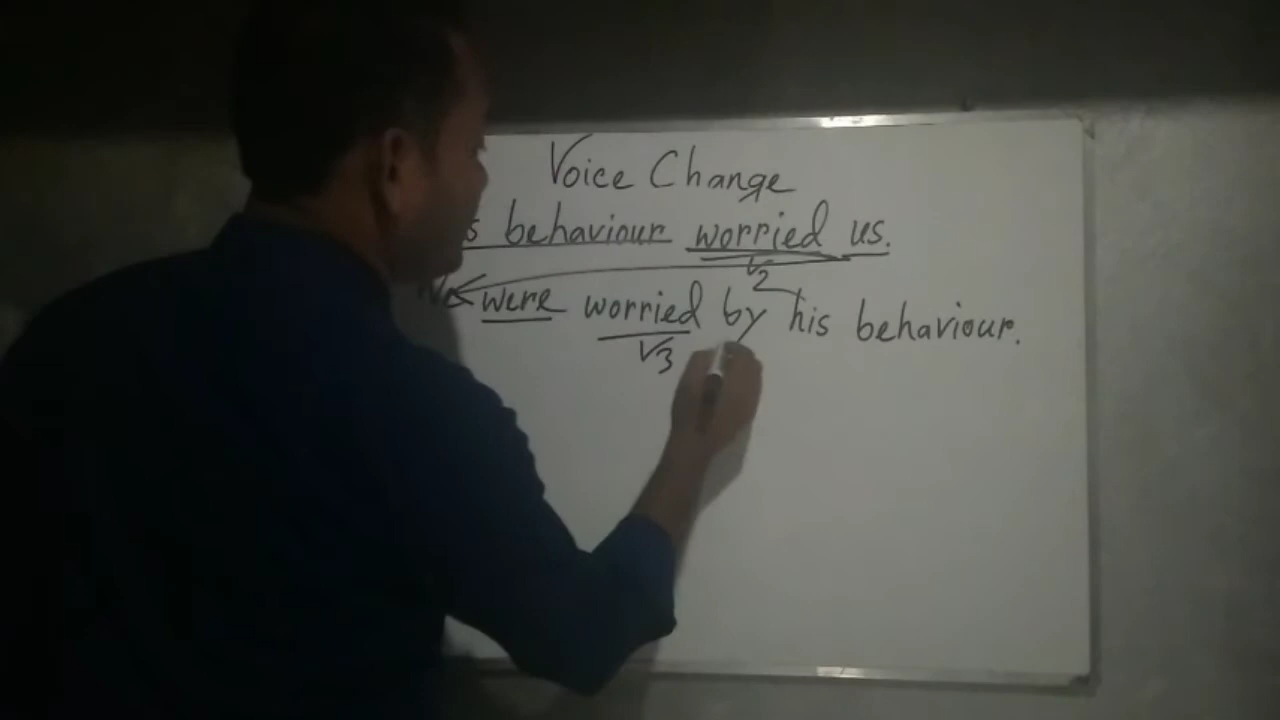 Voice Change
behaviour worried us.
V2
were worried by his behaviour.
V3